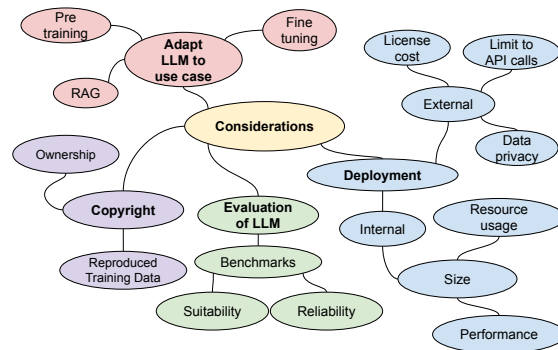 Pre
training
Adapt
LLM to
use case
Fine
tuning
RAG
License
cost
Limit to
API calls
External
Data
privacy
Considerations
Ownership
Copyright
Reproduced
Training Data
Evaluation
of LLM
Benchmarks
Suitability
Reliability
Deployment
Internal
Resource
usage
Size
Performance